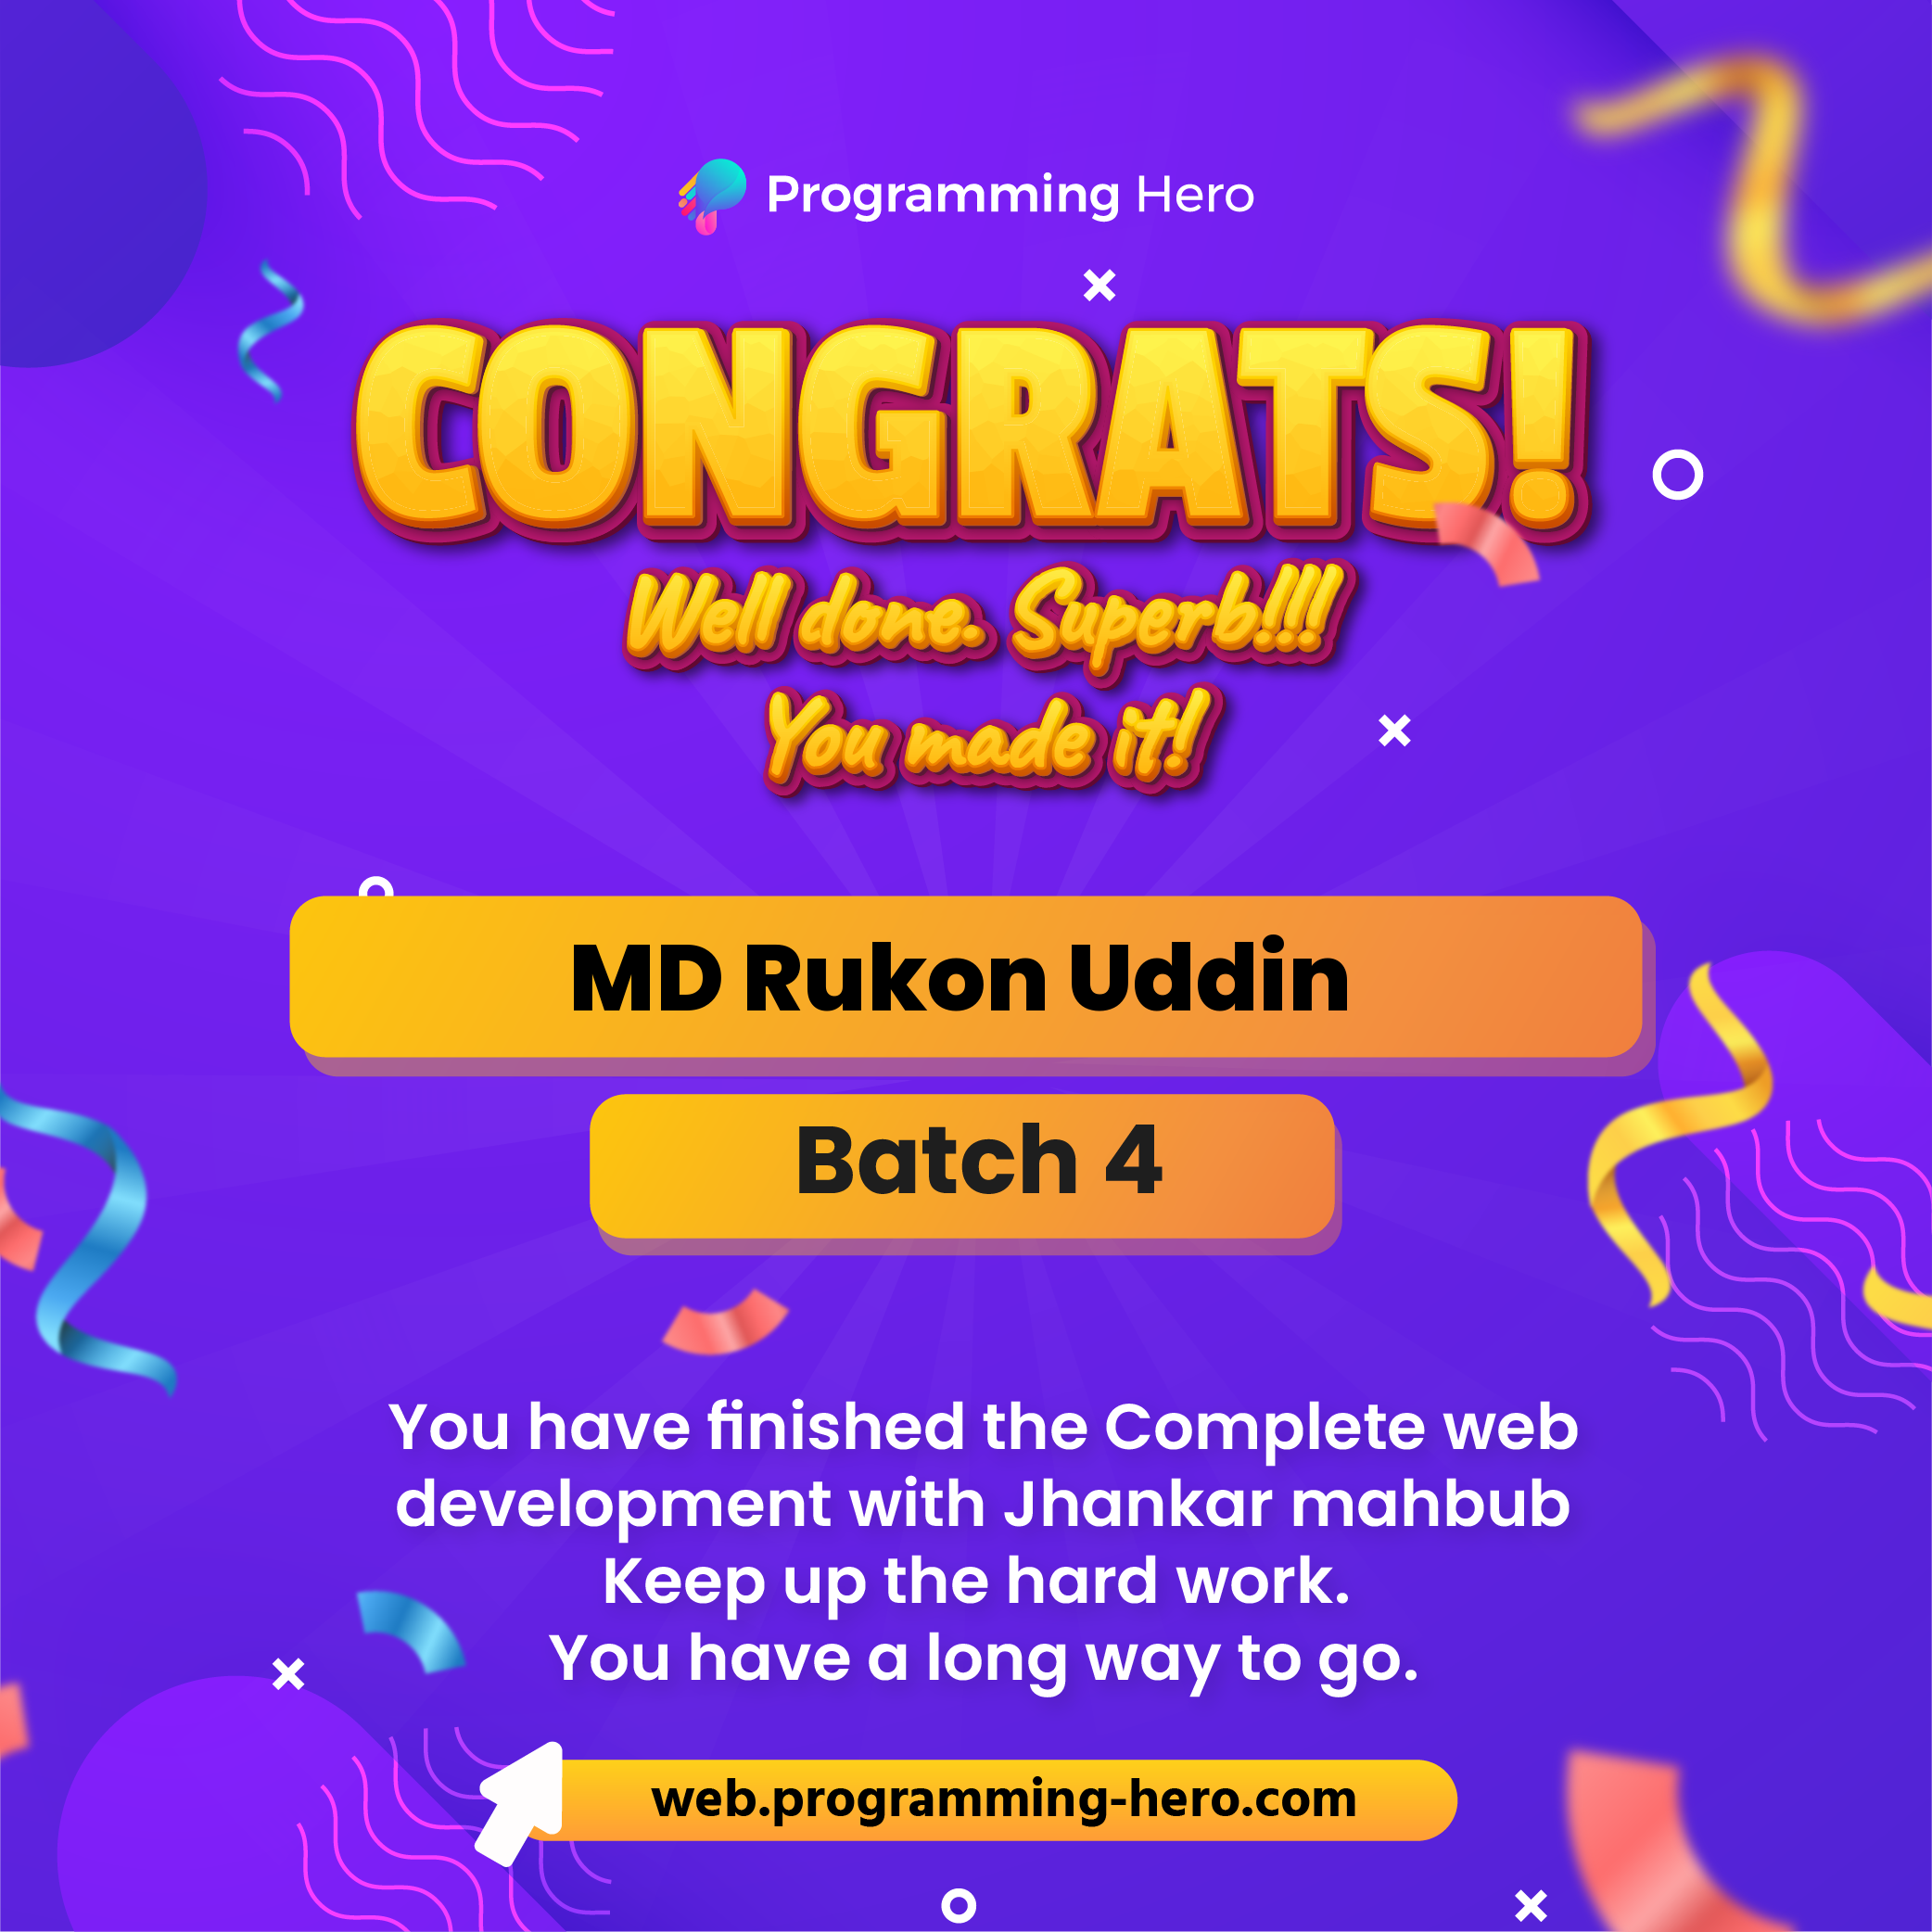 Programming Hero
CONGRATS!
Well done. Superb!!!
You made it!
MD Rukon Uddin
Batch 4
You have finished the Complete web
development with Jhankar mahbub
Keep up the hard work.
You have a long way to go.
web.programming-hero.com